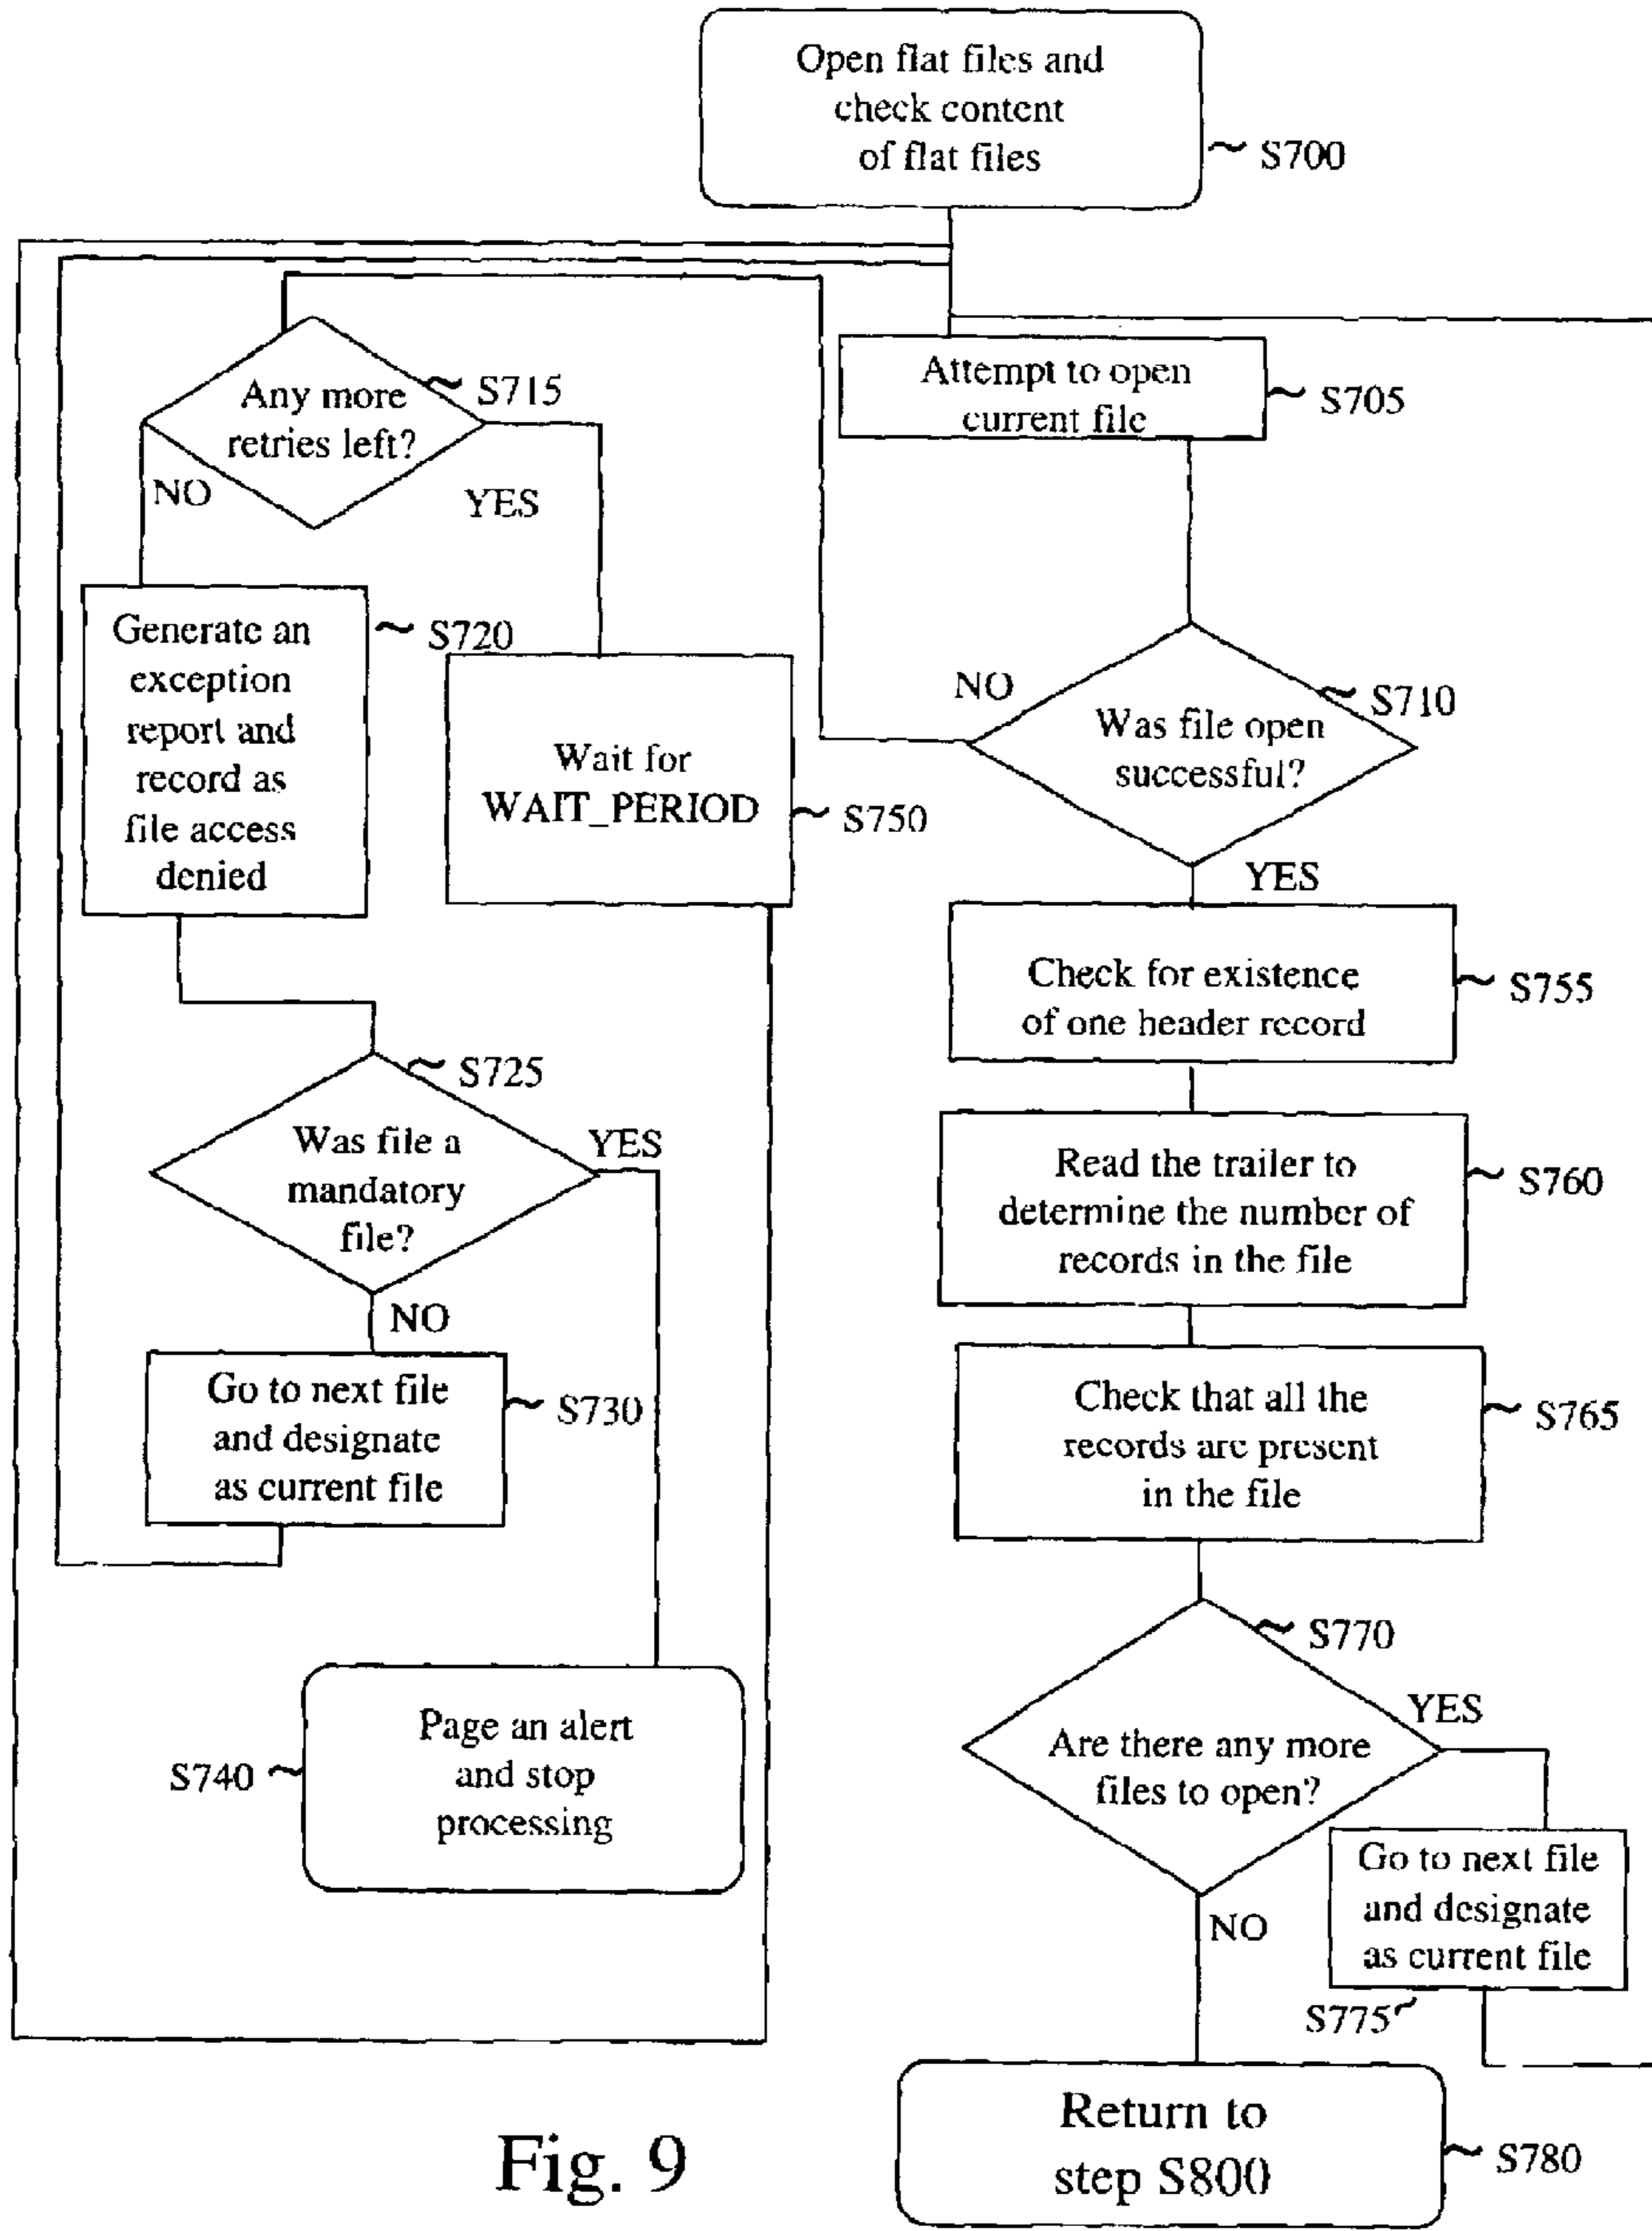 Open flat files and
check content
of flat files
~ S700
Attempt to open
current file
~ S705
Any more
retries left?
~ S715
NO
YES
Generate an
exception
report and
record as
file access
denied
~ S720
Wait for
WAIT_PERIOD
~ S750
NO
Was file open
successful?
~ S710
YES
Check for existence
of one header record
~ S755
Was file a
mandatory
file?
~ S725
YES
NO
Read the trailer to
determine the number of
records in the file
~ S760
Go to next file
and designate
as current file
~ S730
Check that all the
records are present
in the file
~ S765
Page an alert
and stop
processing
S740 ~
Are there any more
files to open?
~ S770
YES
NO
Go to next file
and designate
as current file
S775 ~
Return to
step S800
~ S780
Fig. 9